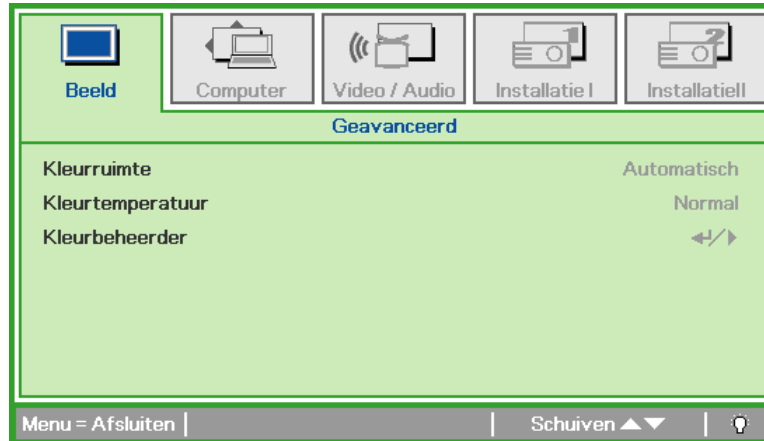 Beeld
Computer
Video / Audio
Installatie I
InstallatieII
Geavanceerd
Kleurruimte Automatisch
Kleurtemperatuur Normal
Kleurbeheerder
Menu = Afsluiten | | Schuiven ▲▼ |